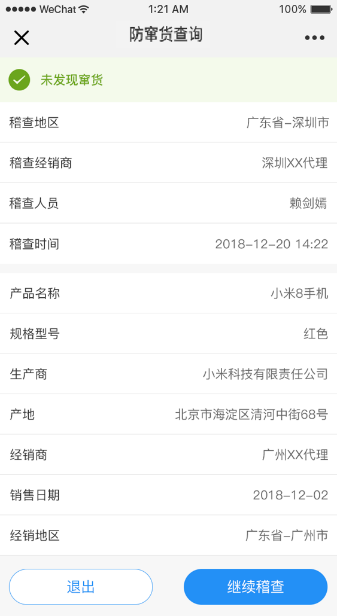 WeChat 1:21 AM 100%
防窜货查询
未发现窜货
稽查地区 广东省-深圳市
稽查经销商 深圳XX代理
稽查人员 赖剑嫣
稽查时间 2018-12-20 14:22
产品名称 小米8手机
规格型号 红色
生产商 小米科技有限责任公司
产地 北京市海淀区清河中街68号
经销商 广州XX代理
销售日期 2018-12-02
经销地区 广东省-广州市
退出 继续稽查